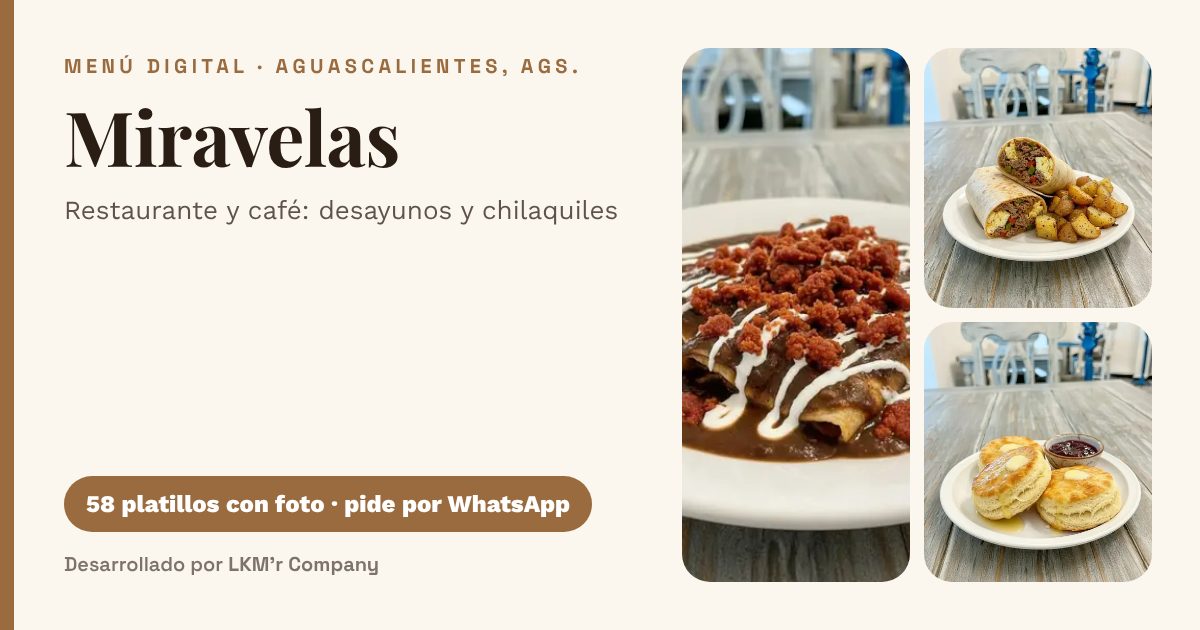 MENÚ DIGITAL · AGUASCALIENTES, AGS.
Miravelas
Restaurante y café: desayunos y chilaquiles
58 platillos con foto · pide por WhatsApp
Desarrollado por LKM’r Company